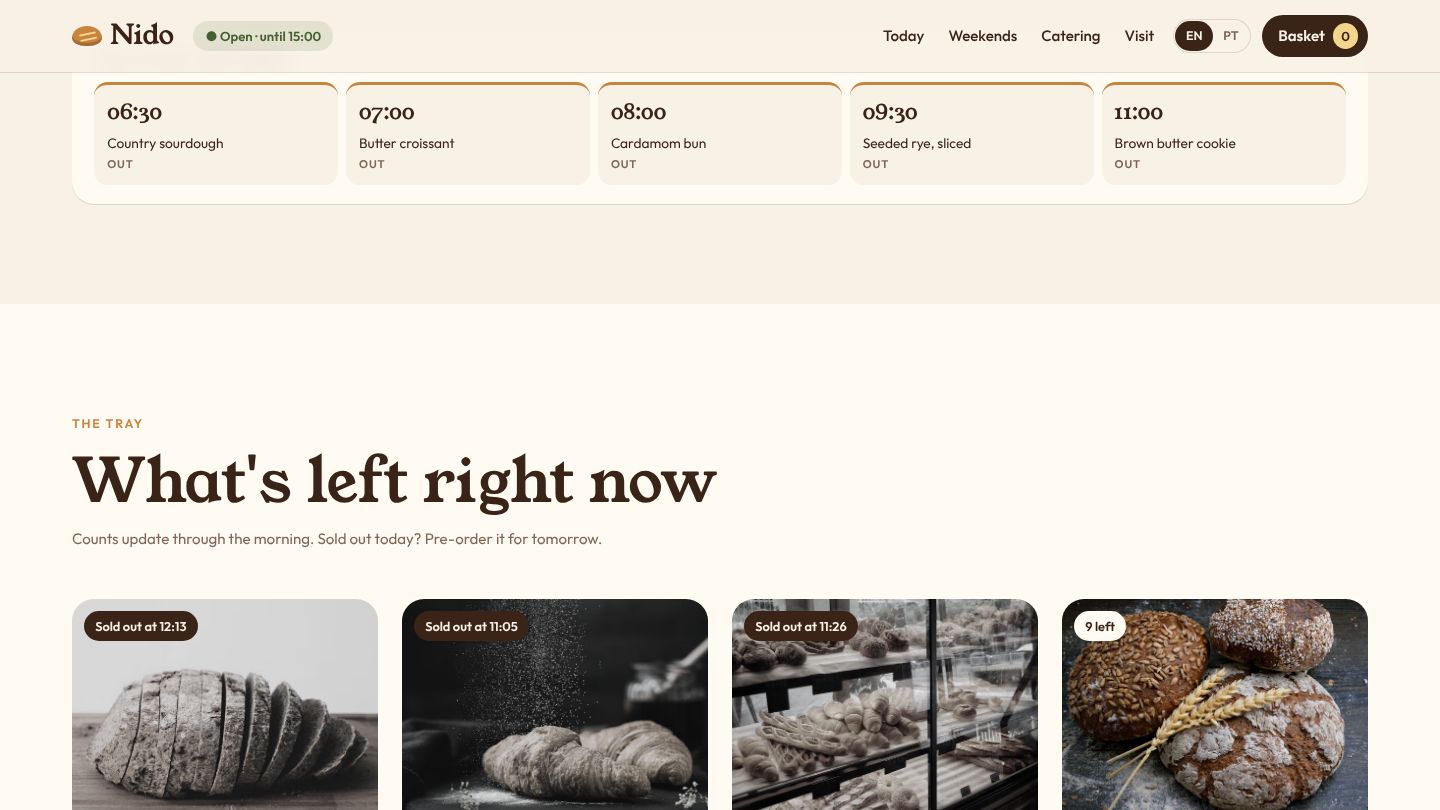 Nido
Open · until 15:00
Today
Weekends
Catering
Visit
EN
PT
Basket
0
06:30
Country sourdough
OUT
07:00
Butter croissant
OUT
08:00
Cardamom bun
OUT
09:30
Seeded rye, sliced
OUT
11:00
Brown butter cookie
OUT
THE TRAY
What's left right now
Counts update through the morning. Sold out today? Pre-order it for tomorrow.
Sold out at 12:13
Sold out at 11:05
Sold out at 11:26
9 left